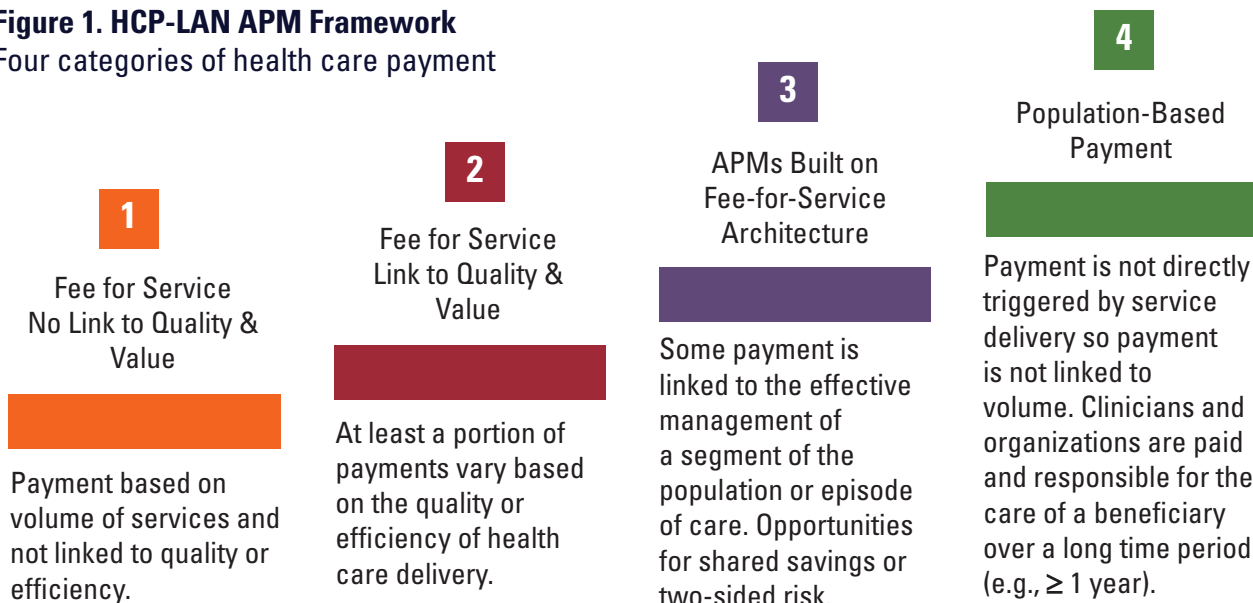 Figure 1. HCP-LAN APM Framework
Four categories of health care payment
1
Fee for Service
No Link to Quality &
Value
Payment based on
volume of services and
not linked to quality or
efficiency.
2
Fee for Service
Link to Quality &
Value
At least a portion of
payments vary based
on the quality or
efficiency of health
care delivery.
3
APMs Built on
Fee-for-Service
Architecture
Some payment is
linked to the effective
management of
a segment of the
population or episode
of care. Opportunities
for shared savings or
two-sided risk.
4
Population-Based
Payment
Payment is not directly
triggered by service
delivery so payment
is not linked to
volume. Clinicians and
organizations are paid
and responsible for the
care of a beneficiary
over a long time period
(e.g., ≥ 1 year).